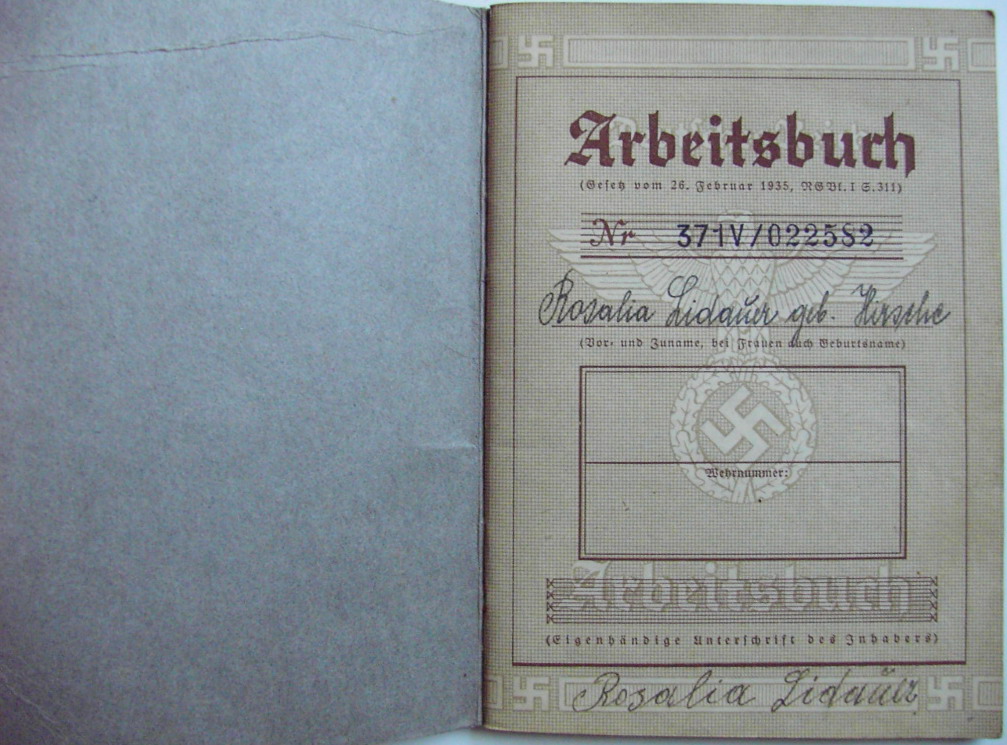 Arbeitsbuch
(Gesetz vom 26. Februar 1935, RGBl. I S. 311)
Nr 371V/022582
Rosalia Lidauer geb. Hirsche
(Vor- und Zuname, bei Frauen auch Geburtsname)
Wehrnummer:
Arbeitsbuch
(Eigenhändige Unterschrift des Inhabers)
Rosalia Lidauer